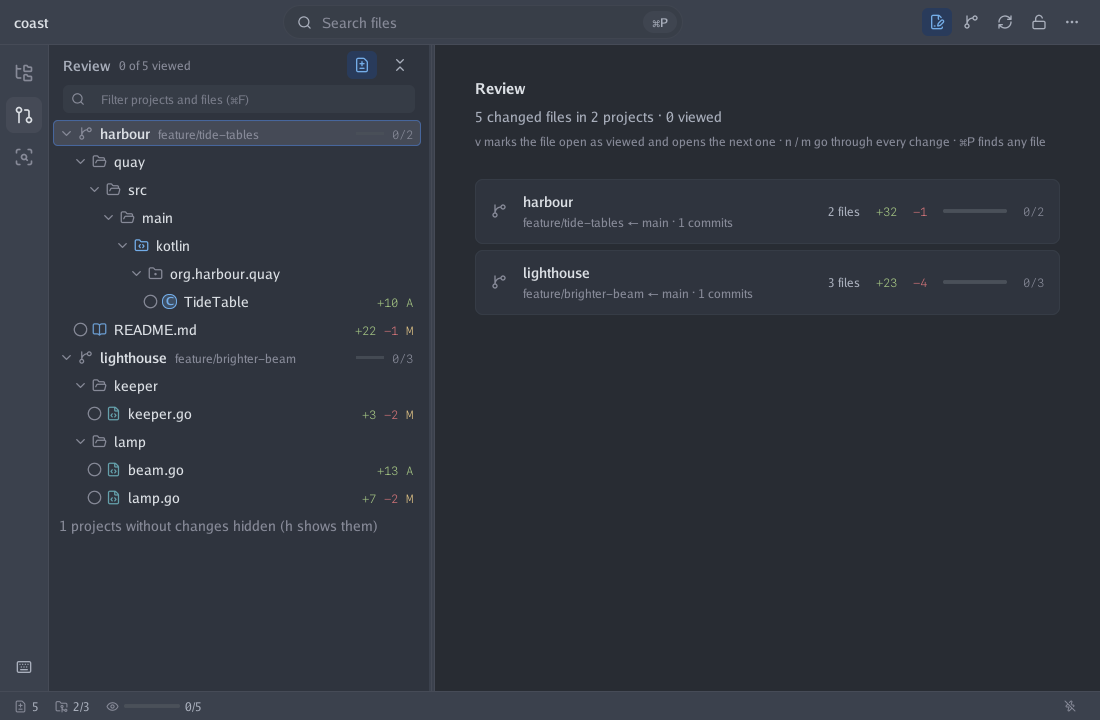 coast
Search files
⌘P
Review 0 of 5 viewed
Filter projects and files (⌘F)
harbour feature/tide-tables 0/2
quay
src
main
kotlin
org.harbour.quay
C TideTable +10 A
README.md +22 −1 M
lighthouse feature/brighter-beam 0/3
keeper
keeper.go +3 −2 M
lamp
beam.go +13 A
lamp.go +7 −2 M
1 projects without changes hidden (h shows them)
Review
5 changed files in 2 projects · 0 viewed
v marks the file open as viewed and opens the next one · n / m go through every change · ⌘P finds any file
harbour
feature/tide-tables ← main · 1 commits
2 files +32 −1 0/2
lighthouse
feature/brighter-beam ← main · 1 commits
3 files +23 −4 0/3
5 2/3 0/5